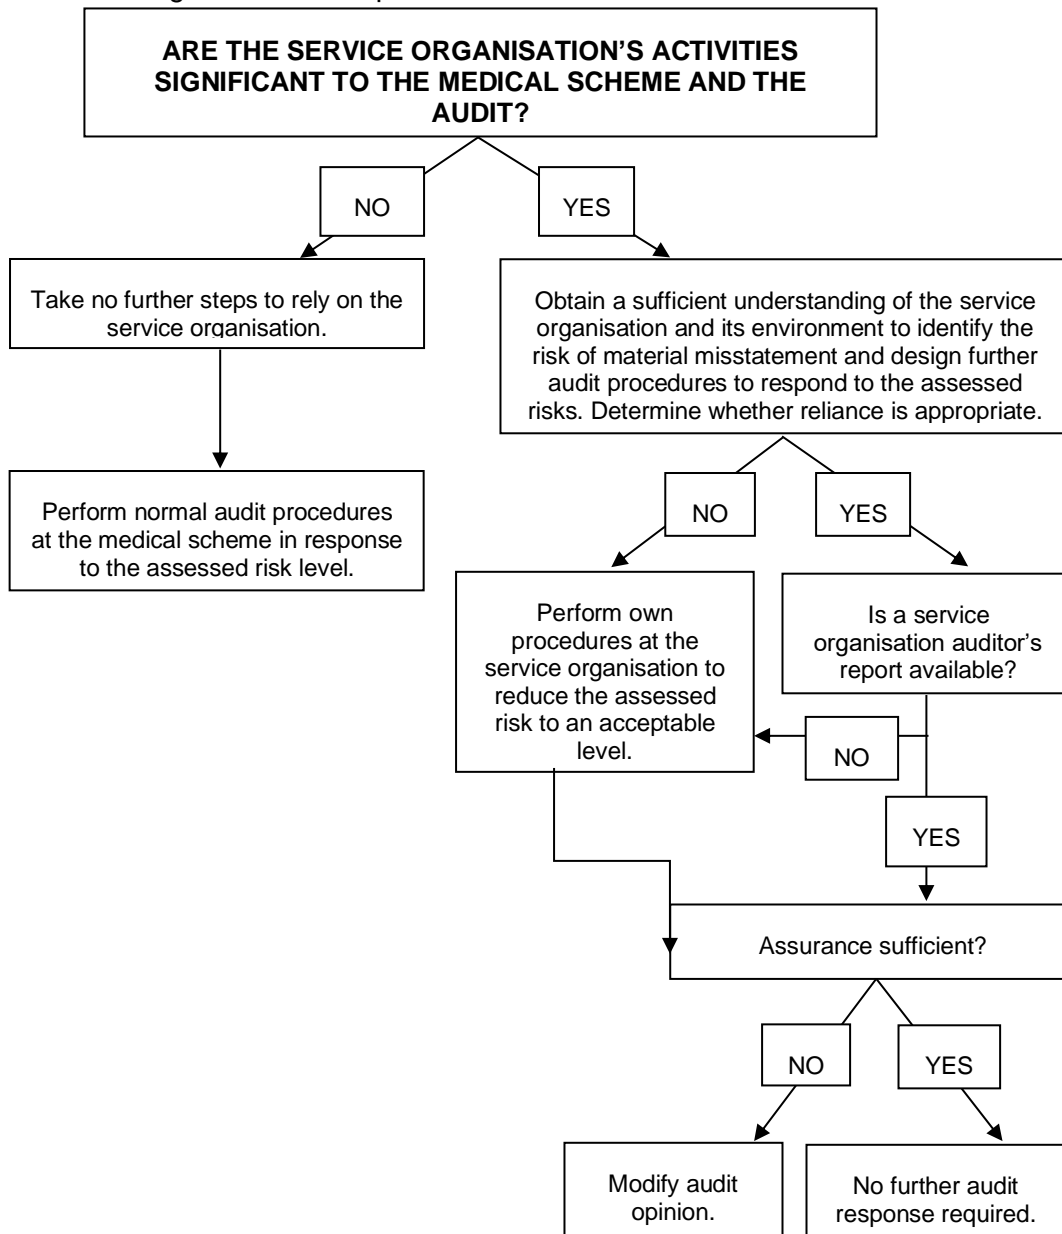 ARE THE SERVICE ORGANISATION'S ACTIVITIES
SIGNIFICANT TO THE MEDICAL SCHEME AND THE
AUDIT?
NO
YES
Take no further steps to rely on the
service organisation.
Obtain a sufficient understanding of the service
organisation and its environment to identify the
risk of material misstatement and design further
audit procedures to respond to the assessed
risks. Determine whether reliance is appropriate.
Perform normal audit procedures
at the medical scheme in response
to the assessed risk level.
NO
YES
Perform own
procedures at the
service organisation to
reduce the assessed
risk to an acceptable
level.
Is a service
organisation auditor's
report available?
NO
YES
Assurance sufficient?
NO
YES
Modify audit
opinion.
No further audit
response required.